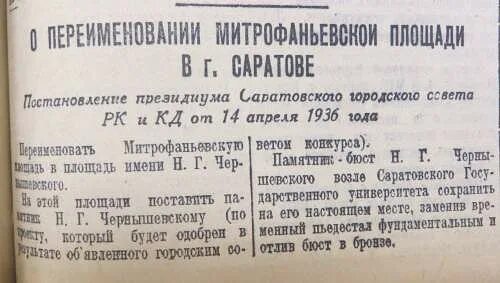 О ПЕРЕИМЕНОВАНИИ МИТРОФАНЬЕВСКОЙ ПЛОЩАДИ
В г. САРАТОВЕ
Постановление президиума Саратовского городского совета
РК и КД от 14 апреля 1936 года
Переименовать Митрофаньевскую
площадь в площадь имени Н. Г. Чер-
нышевского.
На этой площади поставить па-
мятник Н. Г. Чернышевскому (по
проекту, который будет одобрен в
результате об'явленного городским со-
ветом конкурса).
Памятник-бюст Н. Г. Черны-
шевского возле Саратовского Госу-
дарственного университета сохранить
на его настоящем месте, заменив вре-
менный пьедестал фундаментальным и
отлив бюст в бронзе.